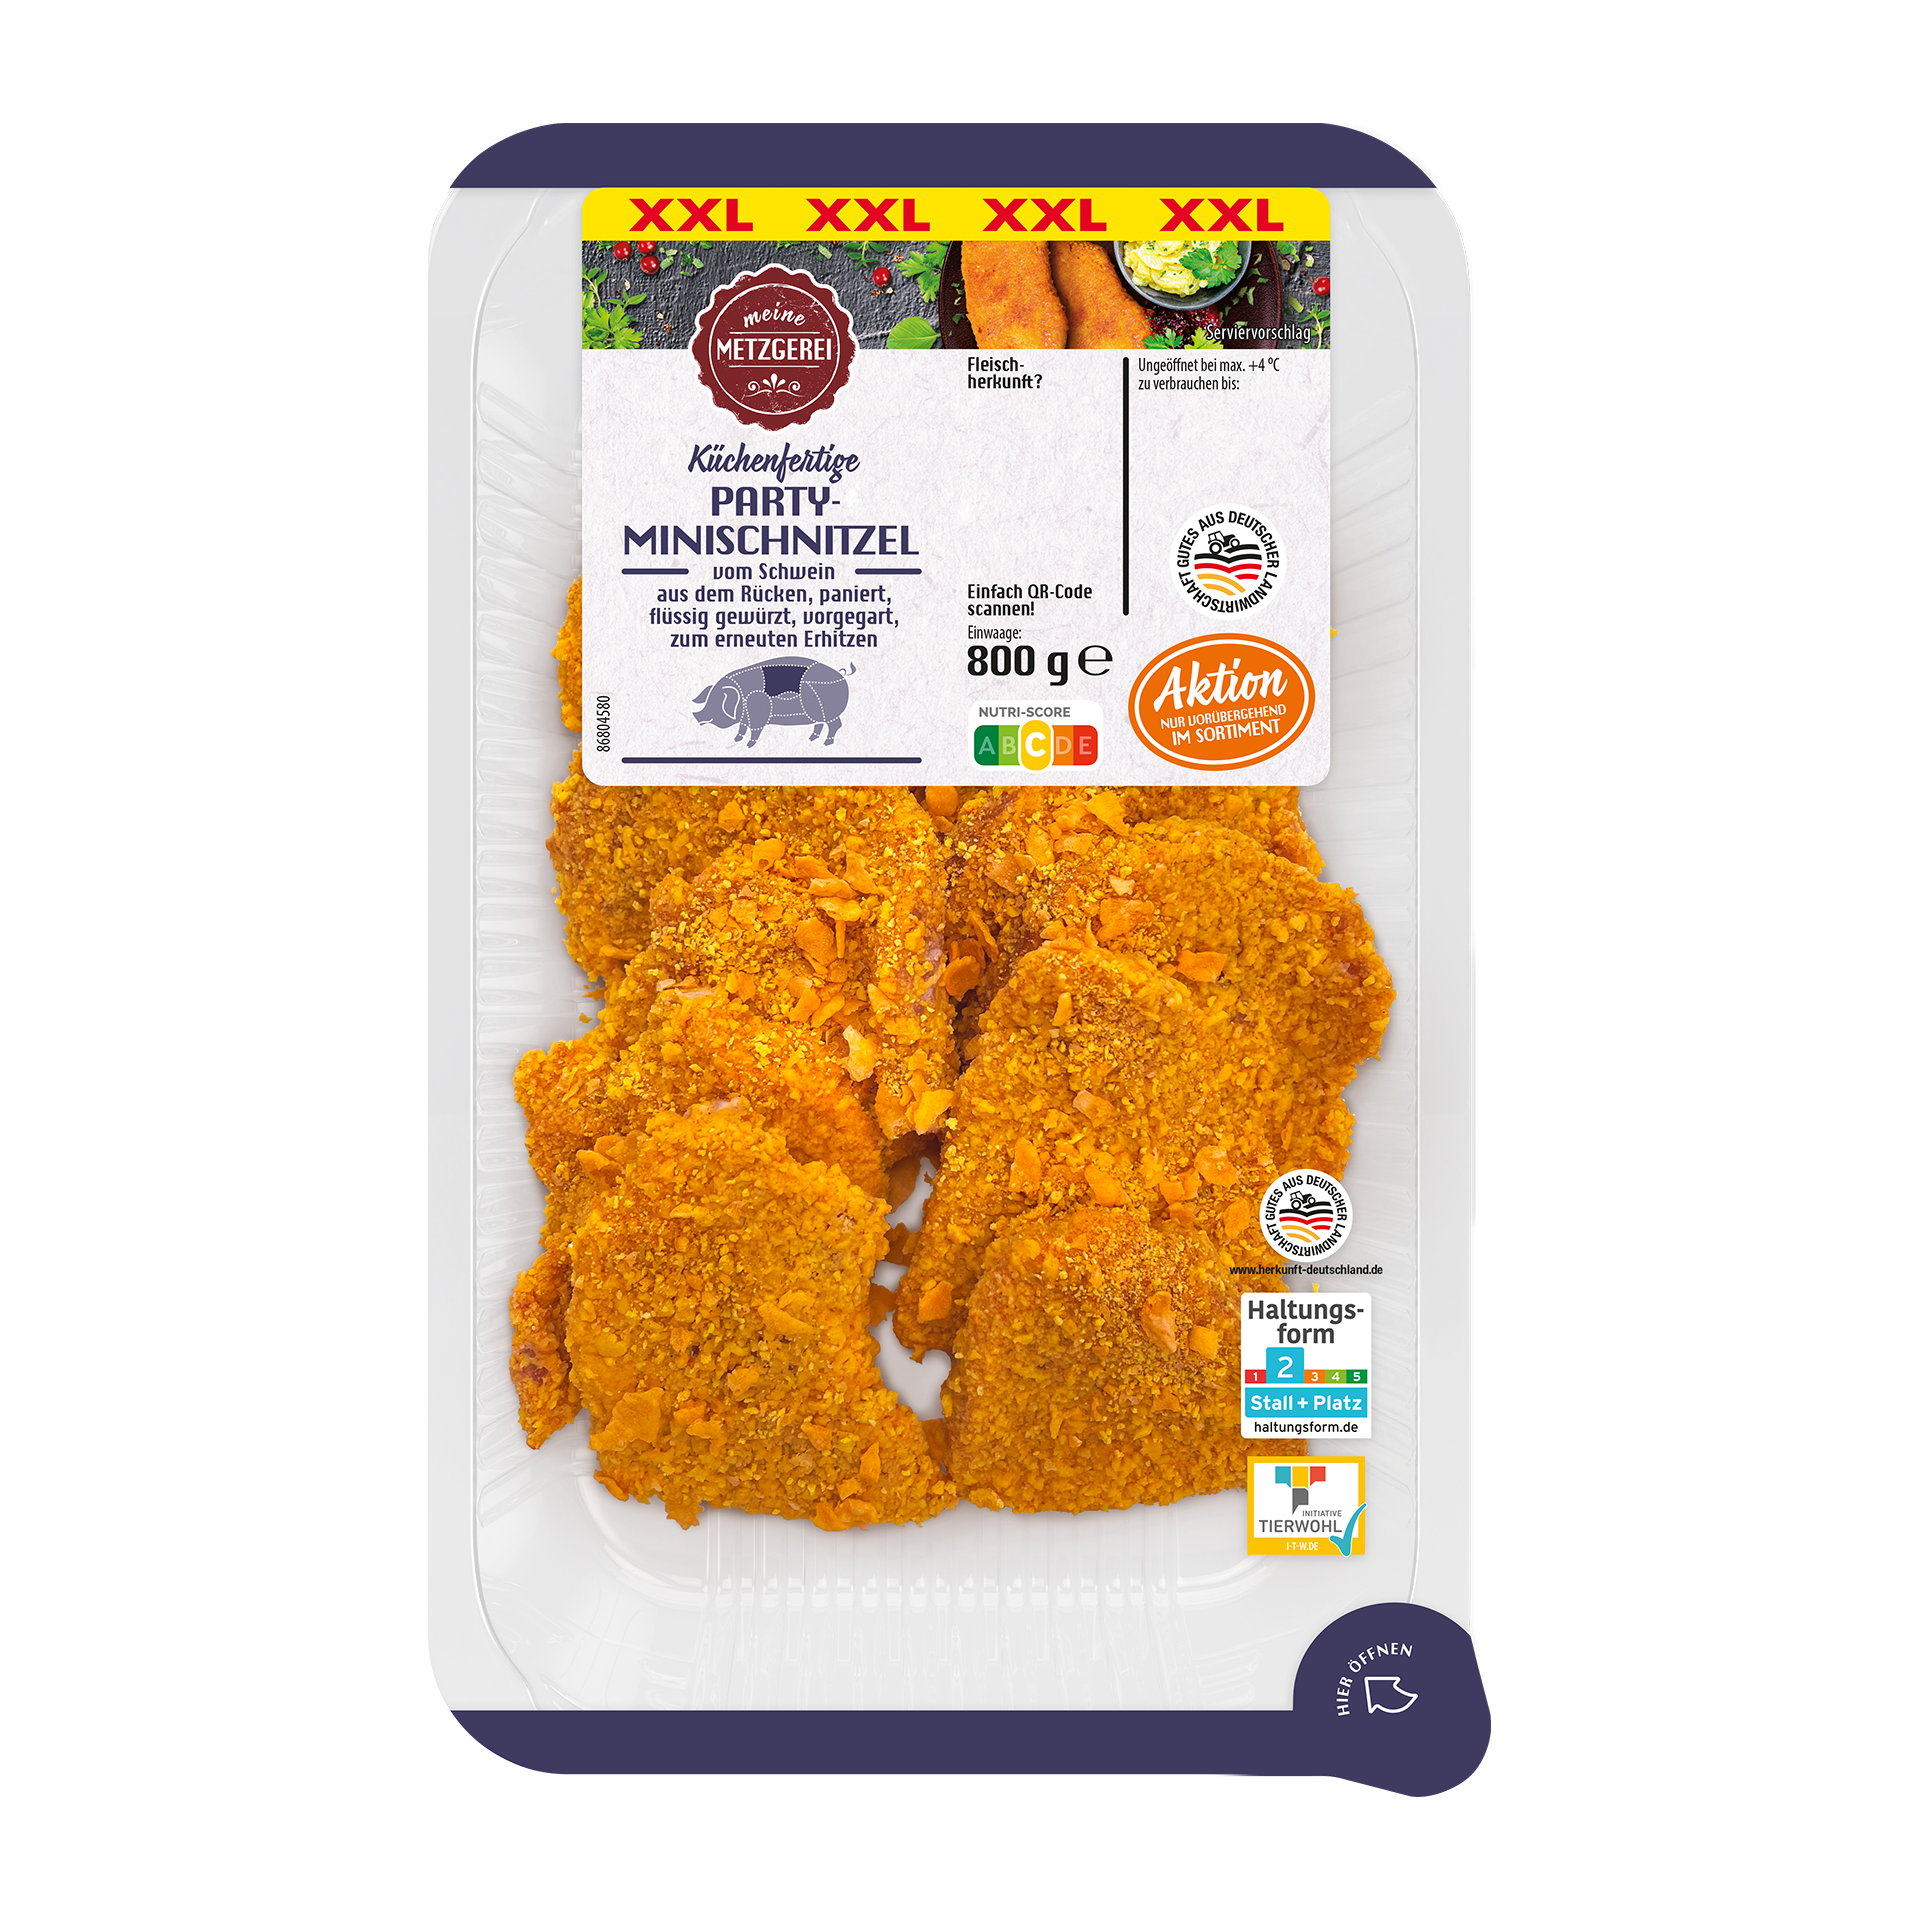 XXL XXL XXL XXL
meine
METZGEREI
Serviervorschlag
Küchenfertige
PARTY-
MINISCHNITZEL
vom Schwein
aus dem Rücken, paniert,
flüssig gewürzt, vorgegart,
zum erneuten Erhitzen
86804580
Fleisch-
herkunft?
Einfach QR-Code
scannen!
Einwaage:
800 g ℮
NUTRI-SCORE
A B C D E
Ungeöffnet bei max. +4 °C
zu verbrauchen bis:
GUTES AUS DEUTSCHER LANDWIRTSCHAFT
Aktion
NUR VORÜBERGEHEND
IM SORTIMENT
GUTES AUS DEUTSCHER LANDWIRTSCHAFT
www.herkunft-deutschland.de
Haltungs-
form
1 2 3 4 5
Stall + Platz
haltungsform.de
INITIATIVE
TIERWOHL
I-T-W.DE
HIER ÖFFNEN